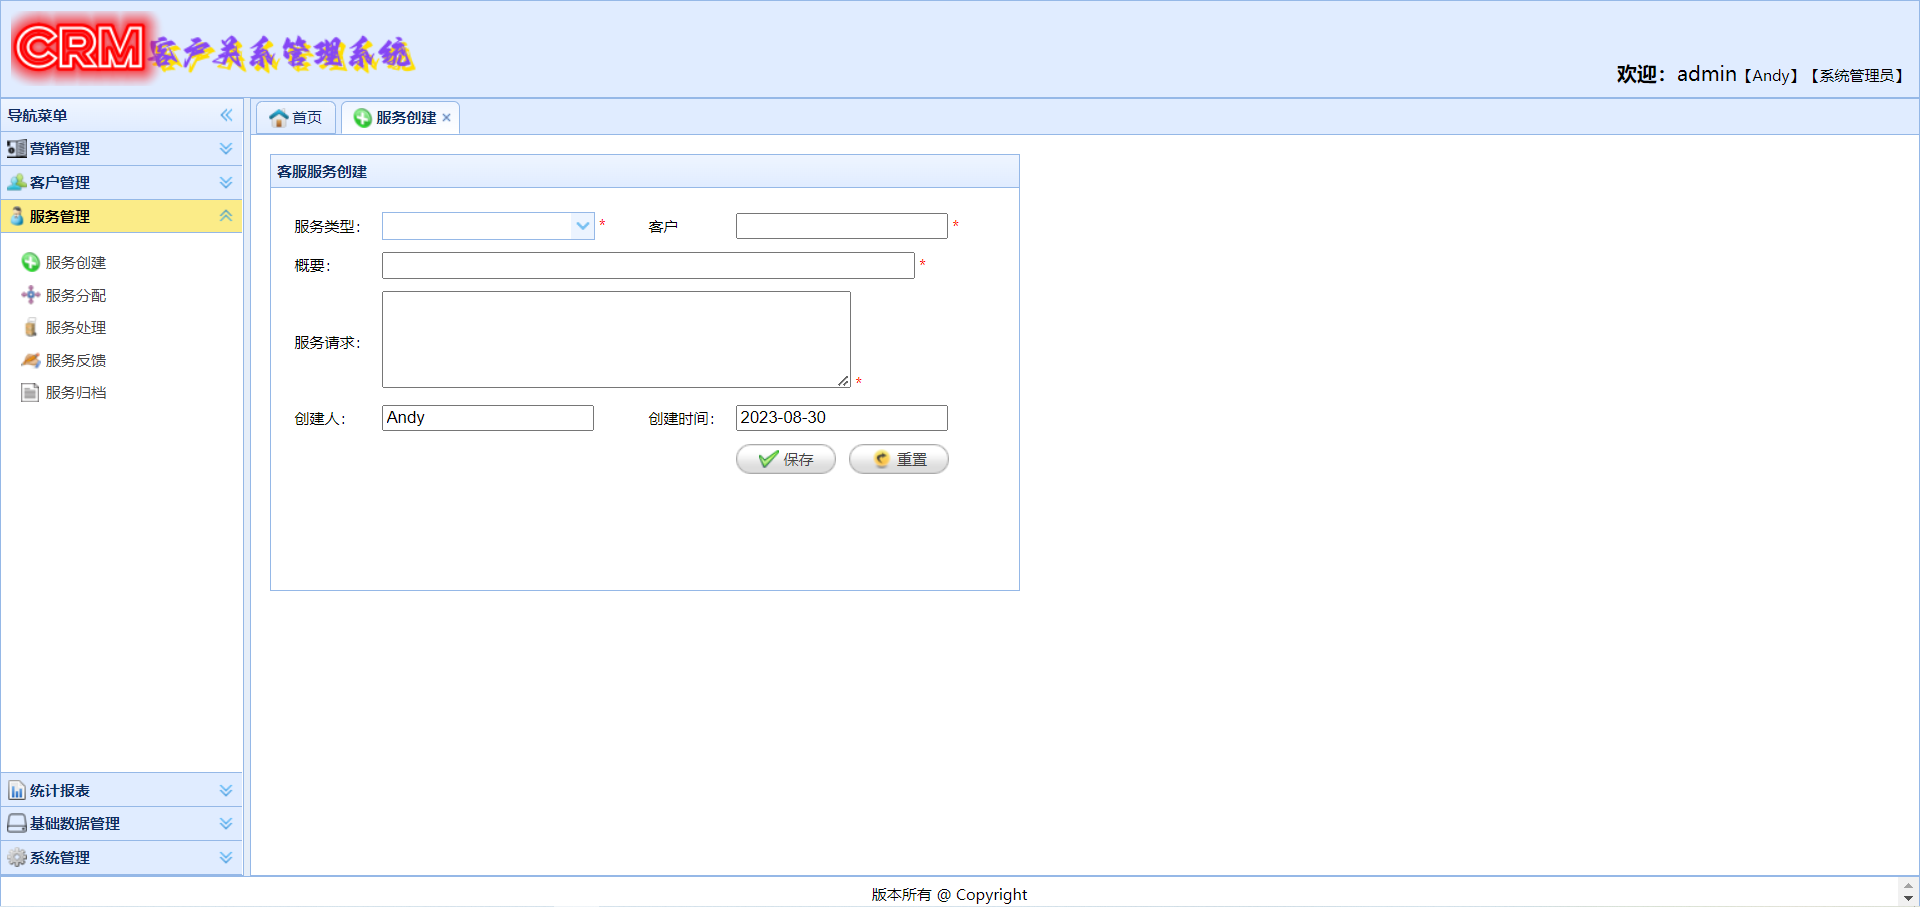 CRM客户关系管理系统
欢迎：admin【Andy】【系统管理员】
导航菜单
营销管理
客户管理
服务管理
服务创建
服务分配
服务处理
服务反馈
服务归档
统计报表
基础数据管理
系统管理
首页
服务创建
客服服务创建
服务类型： *
客户 *
概要： *
服务请求： *
创建人： Andy
创建时间： 2023-08-30
保存
重置
版本所有 @ Copyright